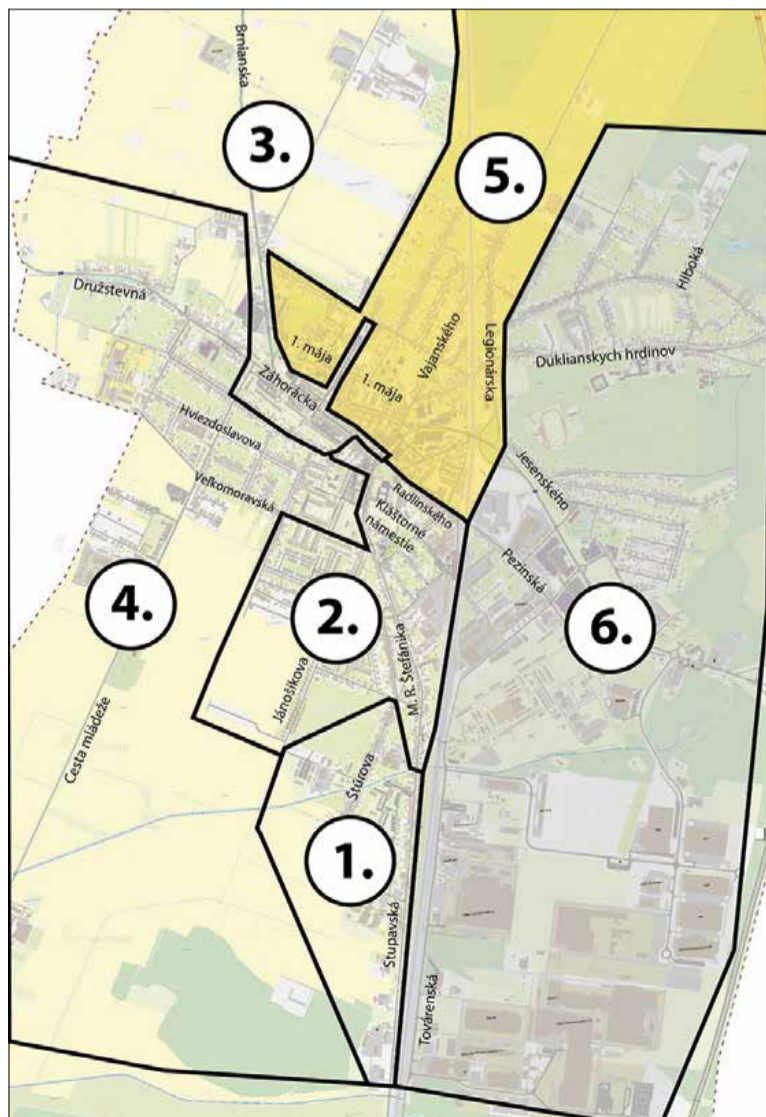 Brnianska
3.
5.
Družstevná
Hlboká
1. mája
Vajanského
Legionárska
Duklianskych hrdinov
Záhorácka
1. mája
Hviezdoslavova
Jesenského
Veľkomoravská
Radlinského
Kláštorné
námestie
Pezinská
4.
2.
6.
M. R. Štefánika
Jánošíkova
Cesta mládeže
Štúrova
1.
Stupavská
Továrenská